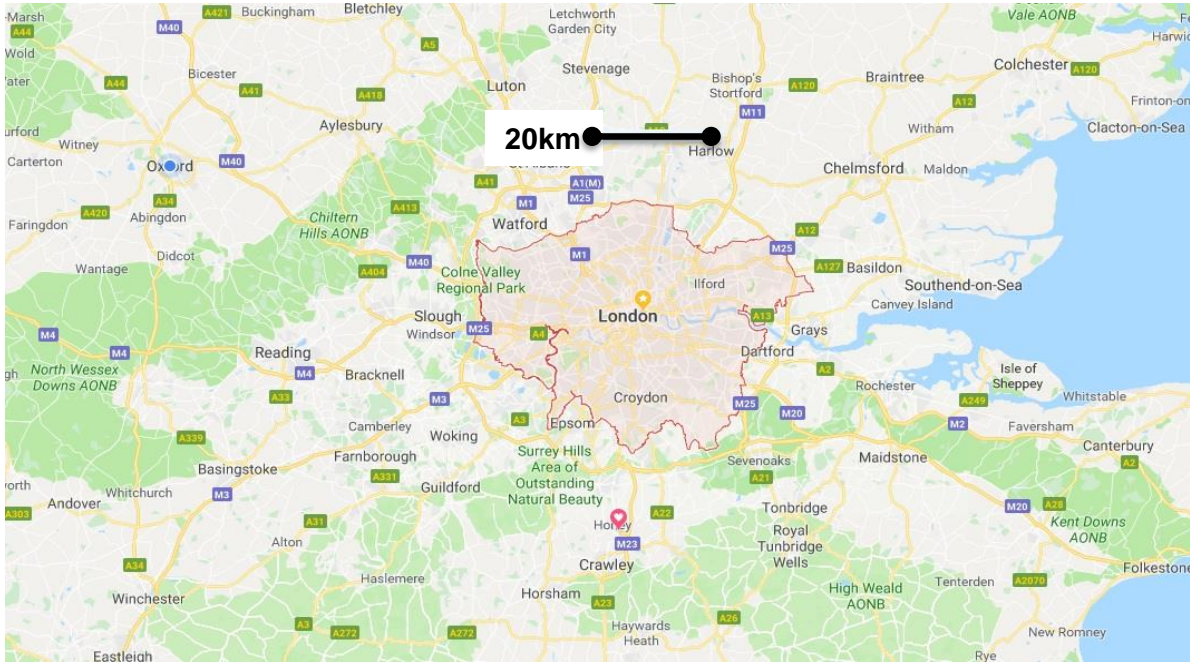 -Marsh
A421
Buckingham
Bletchley
Letchworth
Garden City
Vale AONB
A44
M40
A5
Harwic
Wold
Stevenage
Colchester
A120
Bicester
Luton
Bishop's
Stortford
Braintree
A44
A41
A418
A120
M11
A12
Frinton-on
20km
Aylesbury
Witham
Clacton-on-Sea
Witney
Harlow
Carterton
Oxford
M40
Chelmsford
Maldon
A41
A1(M)
M25
A34
A413
M1
A420
Abingdon
Chiltern
Hills AONB
Watford
Faringdon
A12
M25
Didcot
M1
Wantage
A404
M40
Colne Valley
Regional Park
A127
Basildon
Ilford
Southend-on-Sea
Canvey Island
Slough
London
A13
Windsor
M25
A4
Grays
M4
M4
Reading
Dartford
M4
A2
Isle of
Sheppey
North Wessex
Downs AONB
Bracknell
Rochester
A33
M3
Croydon
M25
A249
Whitstable
M20
A3
Epsom
M2
Faversham
Camberley
Woking
A339
Canterbury
Farnborough
Surrey Hills
Area of
Outstanding
Natural Beauty
Sevenoaks
Maidstone
A2
Basingstoke
A331
A21
Guildford
Whitchurch
M3
Andover
M20
A28
A303
Tonbridge
A22
A31
Kent Downs
AONB
Royal
Tunbridge
Wells
Alton
M23
A34
Crawley
Folkestone
Haslemere
Tenterden
A2070
High Weald
AONB
Winchester
Horsham
A23
A26
A3
A272
A272
Haywards
Heath
New Romney
Eastleigh
Rye